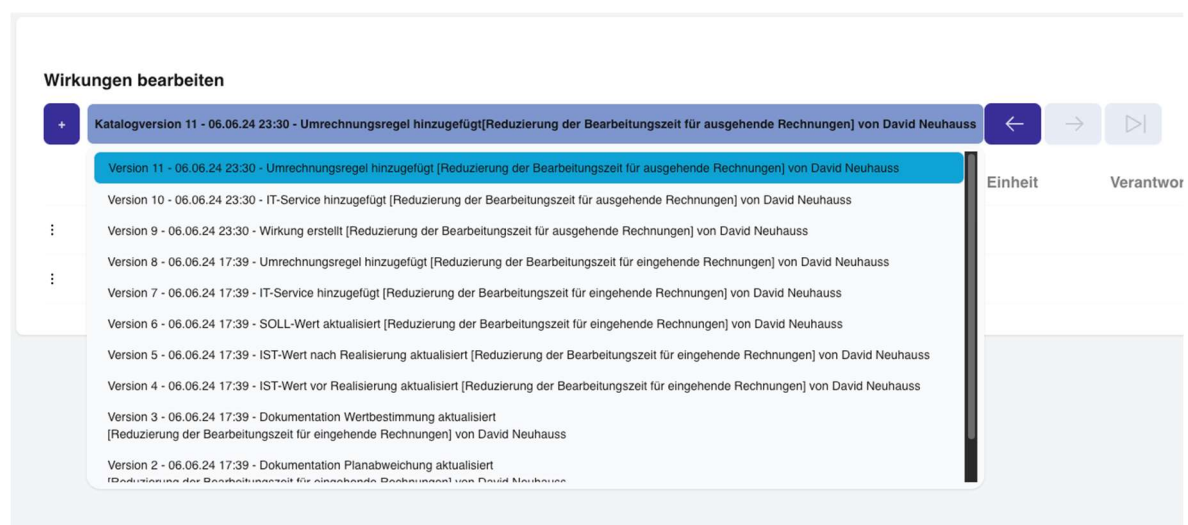 Wirkungen bearbeiten
+
Katalogversion 11 - 06.06.24 23:30 - Umrechnungsregel hinzugefügt[Reduzierung der Bearbeitungszeit für ausgehende Rechnungen] von David Neuhauss
Version 11 - 06.06.24 23:30 - Umrechnungsregel hinzugefügt [Reduzierung der Bearbeitungszeit für ausgehende Rechnungen] von David Neuhauss
Einheit
Verantwor
Version 10 - 06.06.24 23:30 - IT-Service hinzugefügt [Reduzierung der Bearbeitungszeit für ausgehende Rechnungen] von David Neuhauss
Version 9 - 06.06.24 23:30 - Wirkung erstellt [Reduzierung der Bearbeitungszeit für ausgehende Rechnungen] von David Neuhauss
Version 8 - 06.06.24 17:39 - Umrechnungsregel hinzugefügt [Reduzierung der Bearbeitungszeit für eingehende Rechnungen] von David Neuhauss
Version 7 - 06.06.24 17:39 - IT-Service hinzugefügt [Reduzierung der Bearbeitungszeit für eingehende Rechnungen] von David Neuhauss
Version 6 - 06.06.24 17:39 - SOLL-Wert aktualisiert [Reduzierung der Bearbeitungszeit für eingehende Rechnungen] von David Neuhauss
Version 5 - 06.06.24 17:39 - IST-Wert nach Realisierung aktualisiert [Reduzierung der Bearbeitungszeit für eingehende Rechnungen] von David Neuhauss
Version 4 - 06.06.24 17:39 - IST-Wert vor Realisierung aktualisiert [Reduzierung der Bearbeitungszeit für eingehende Rechnungen] von David Neuhauss
Version 3 - 06.06.24 17:39 - Dokumentation Wertbestimmung aktualisiert
[Reduzierung der Bearbeitungszeit für eingehende Rechnungen] von David Neuhauss
Version 2 - 06.06.24 17:39 - Dokumentation Planabweichung aktualisiert
[Reduzierung der Bearbeitungszeit für eingehende Rechnungen] von David Neuhauss